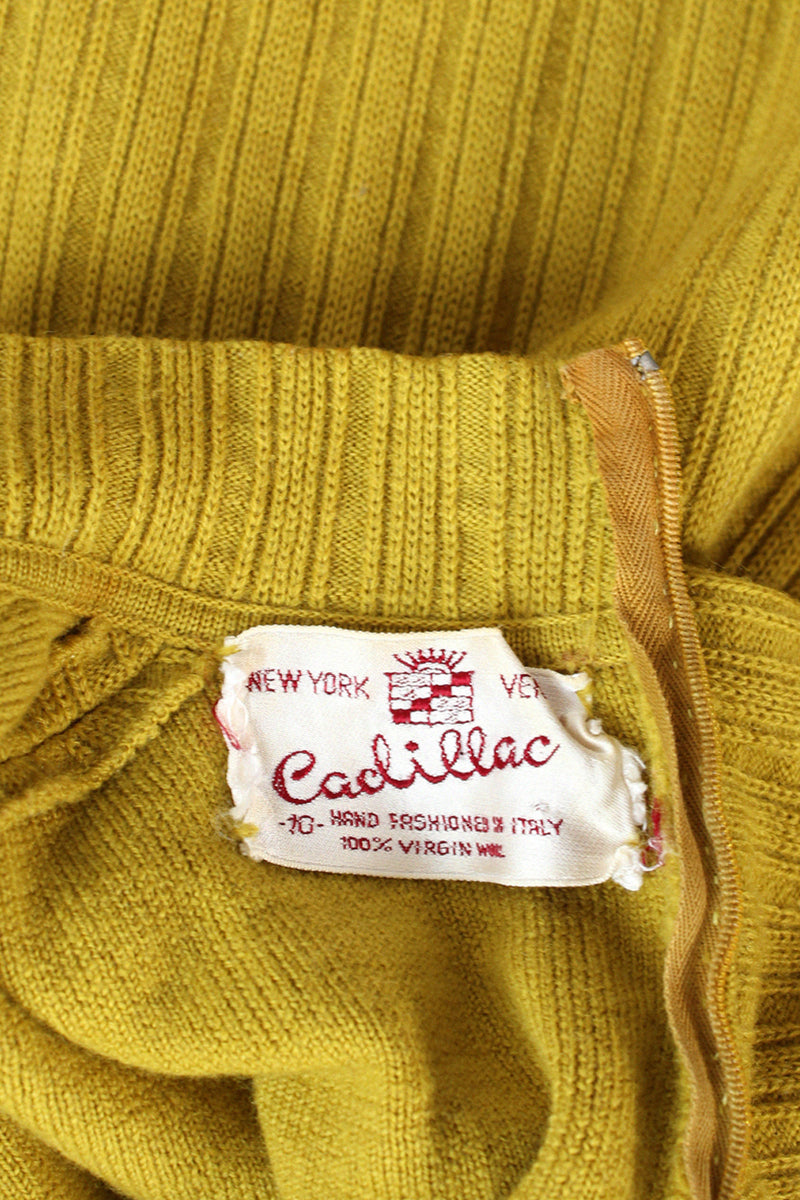 NEW YORK
Cadillac
-10- HAND FASHIONED IN ITALY
100% VIRGIN WOOL